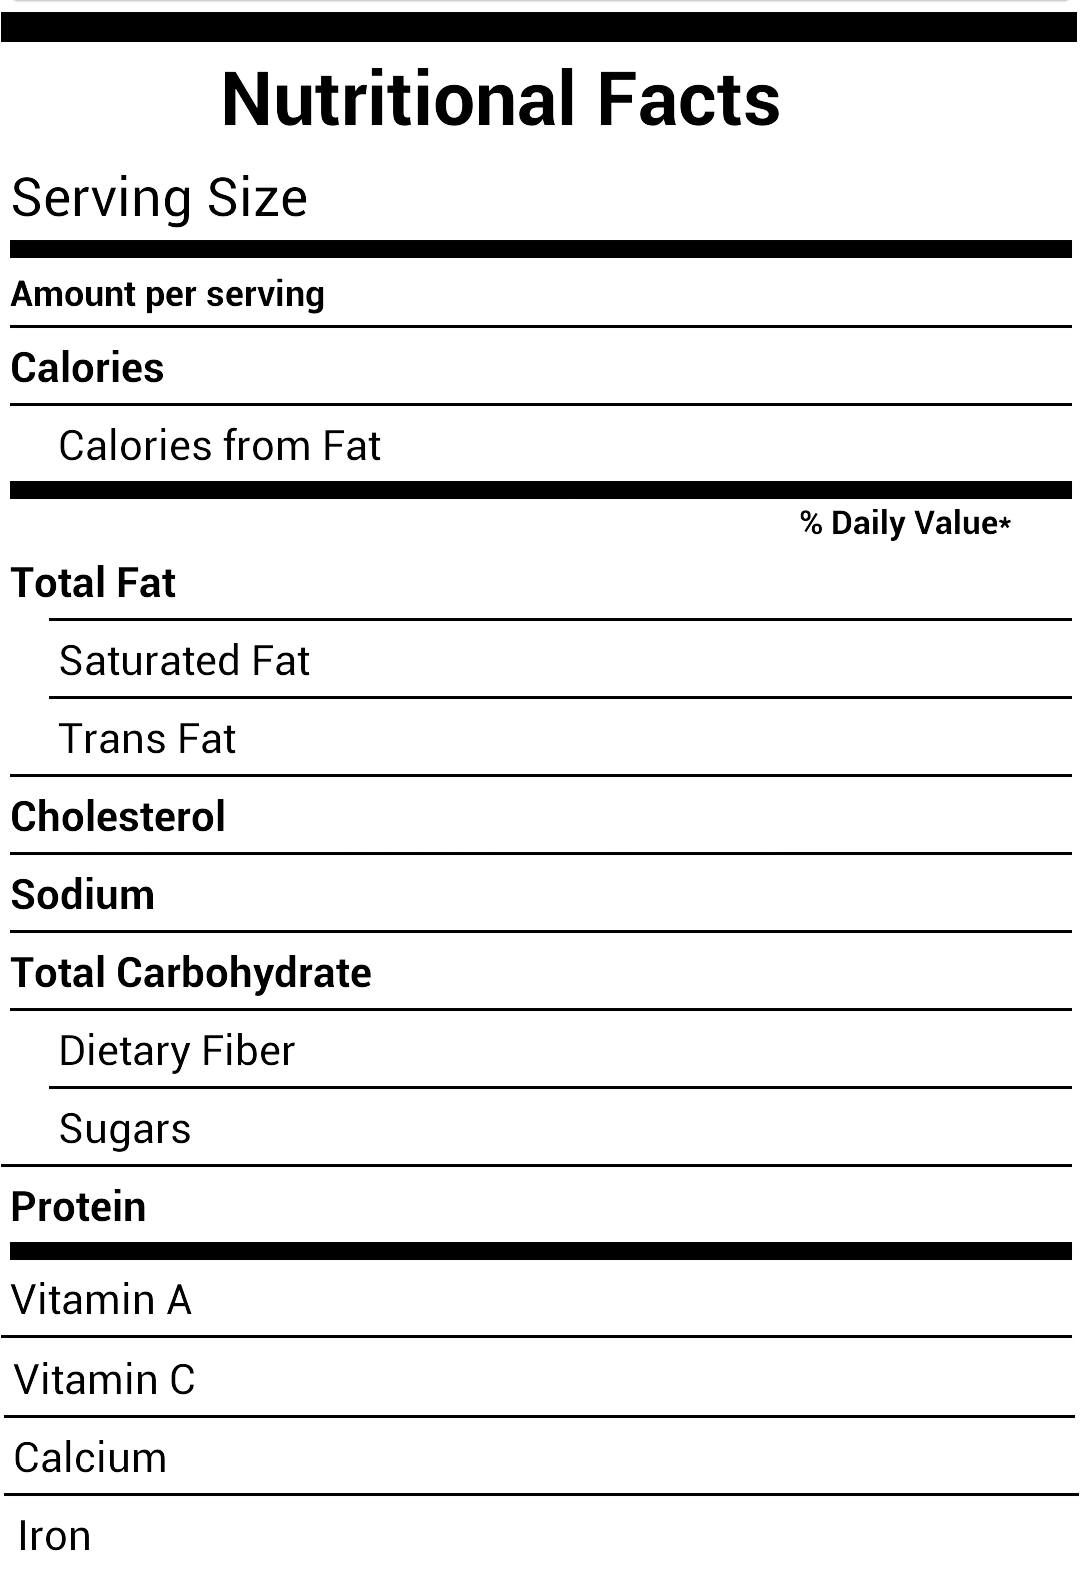 Nutritional Facts
Serving Size
Amount per serving
Calories
Calories from Fat
% Daily Value*
Total Fat
Saturated Fat
Trans Fat
Cholesterol
Sodium
Total Carbohydrate
Dietary Fiber
Sugars
Protein
Vitamin A
Vitamin C
Calcium
Iron